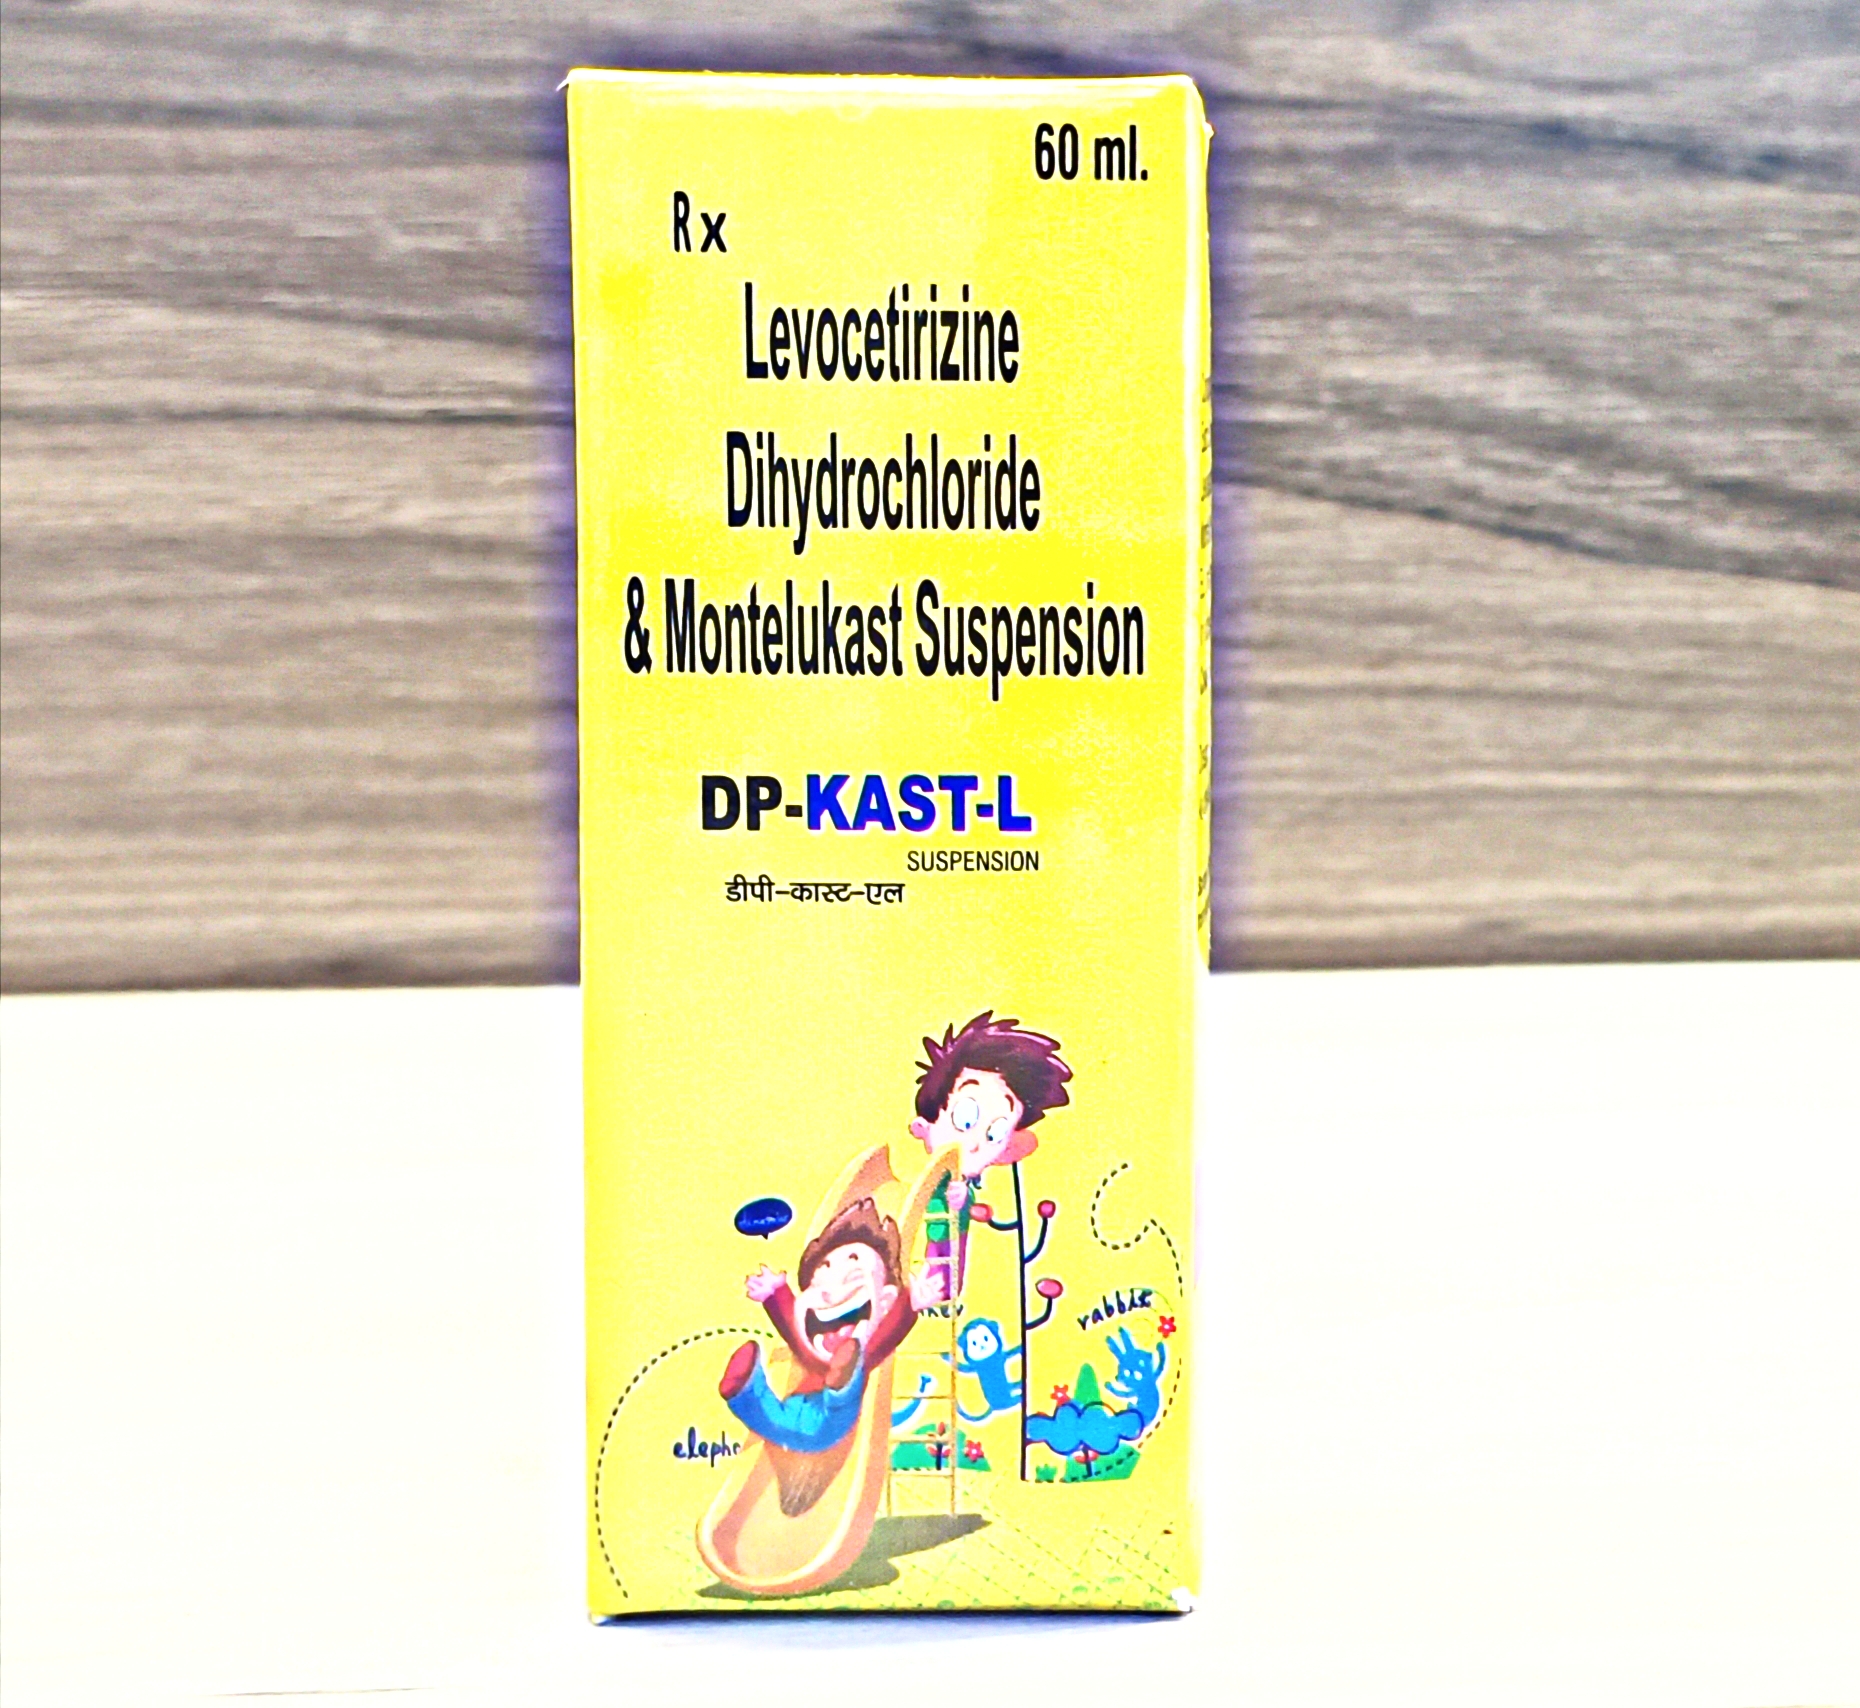 60 ml.
Rx
Levocetirizine
Dihydrochloride
& Montelukast Suspension
DP-KAST-L
SUSPENSION
डीपी-कास्ट-एल
rabbit